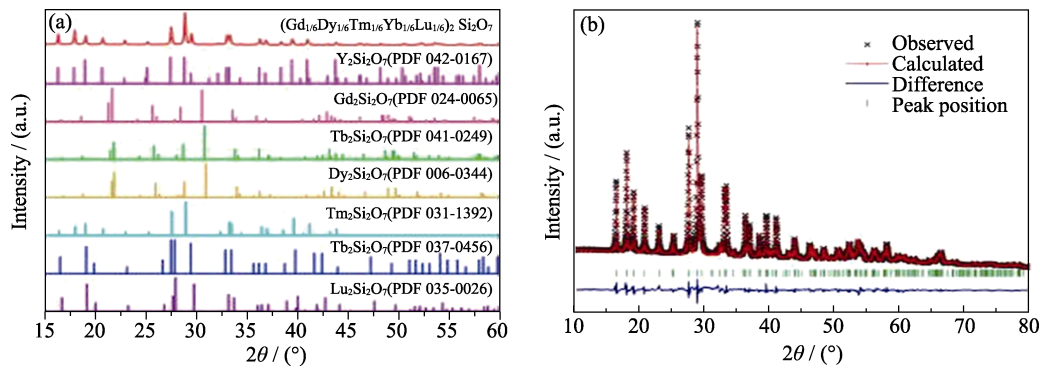 (a)
(Gd1/6Dy1/6Tm1/6Yb1/6Lu1/6)2 Si2O7
Y2Si2O7(PDF 042-0167)
Gd2Si2O7(PDF 024-0065)
Tb2Si2O7(PDF 041-0249)
Dy2Si2O7(PDF 006-0344)
Tm2Si2O7(PDF 031-1392)
Tb2Si2O7(PDF 037-0456)
Lu2Si2O7(PDF 035-0026)
Intensity / (a.u.)
15 20 25 30 35 40 45 50 55 60
2θ / (°)
(b)
Observed
Calculated
Difference
Peak position
Intensity / (a.u.)
10 20 30 40 50 60 70 80
2θ / (°)